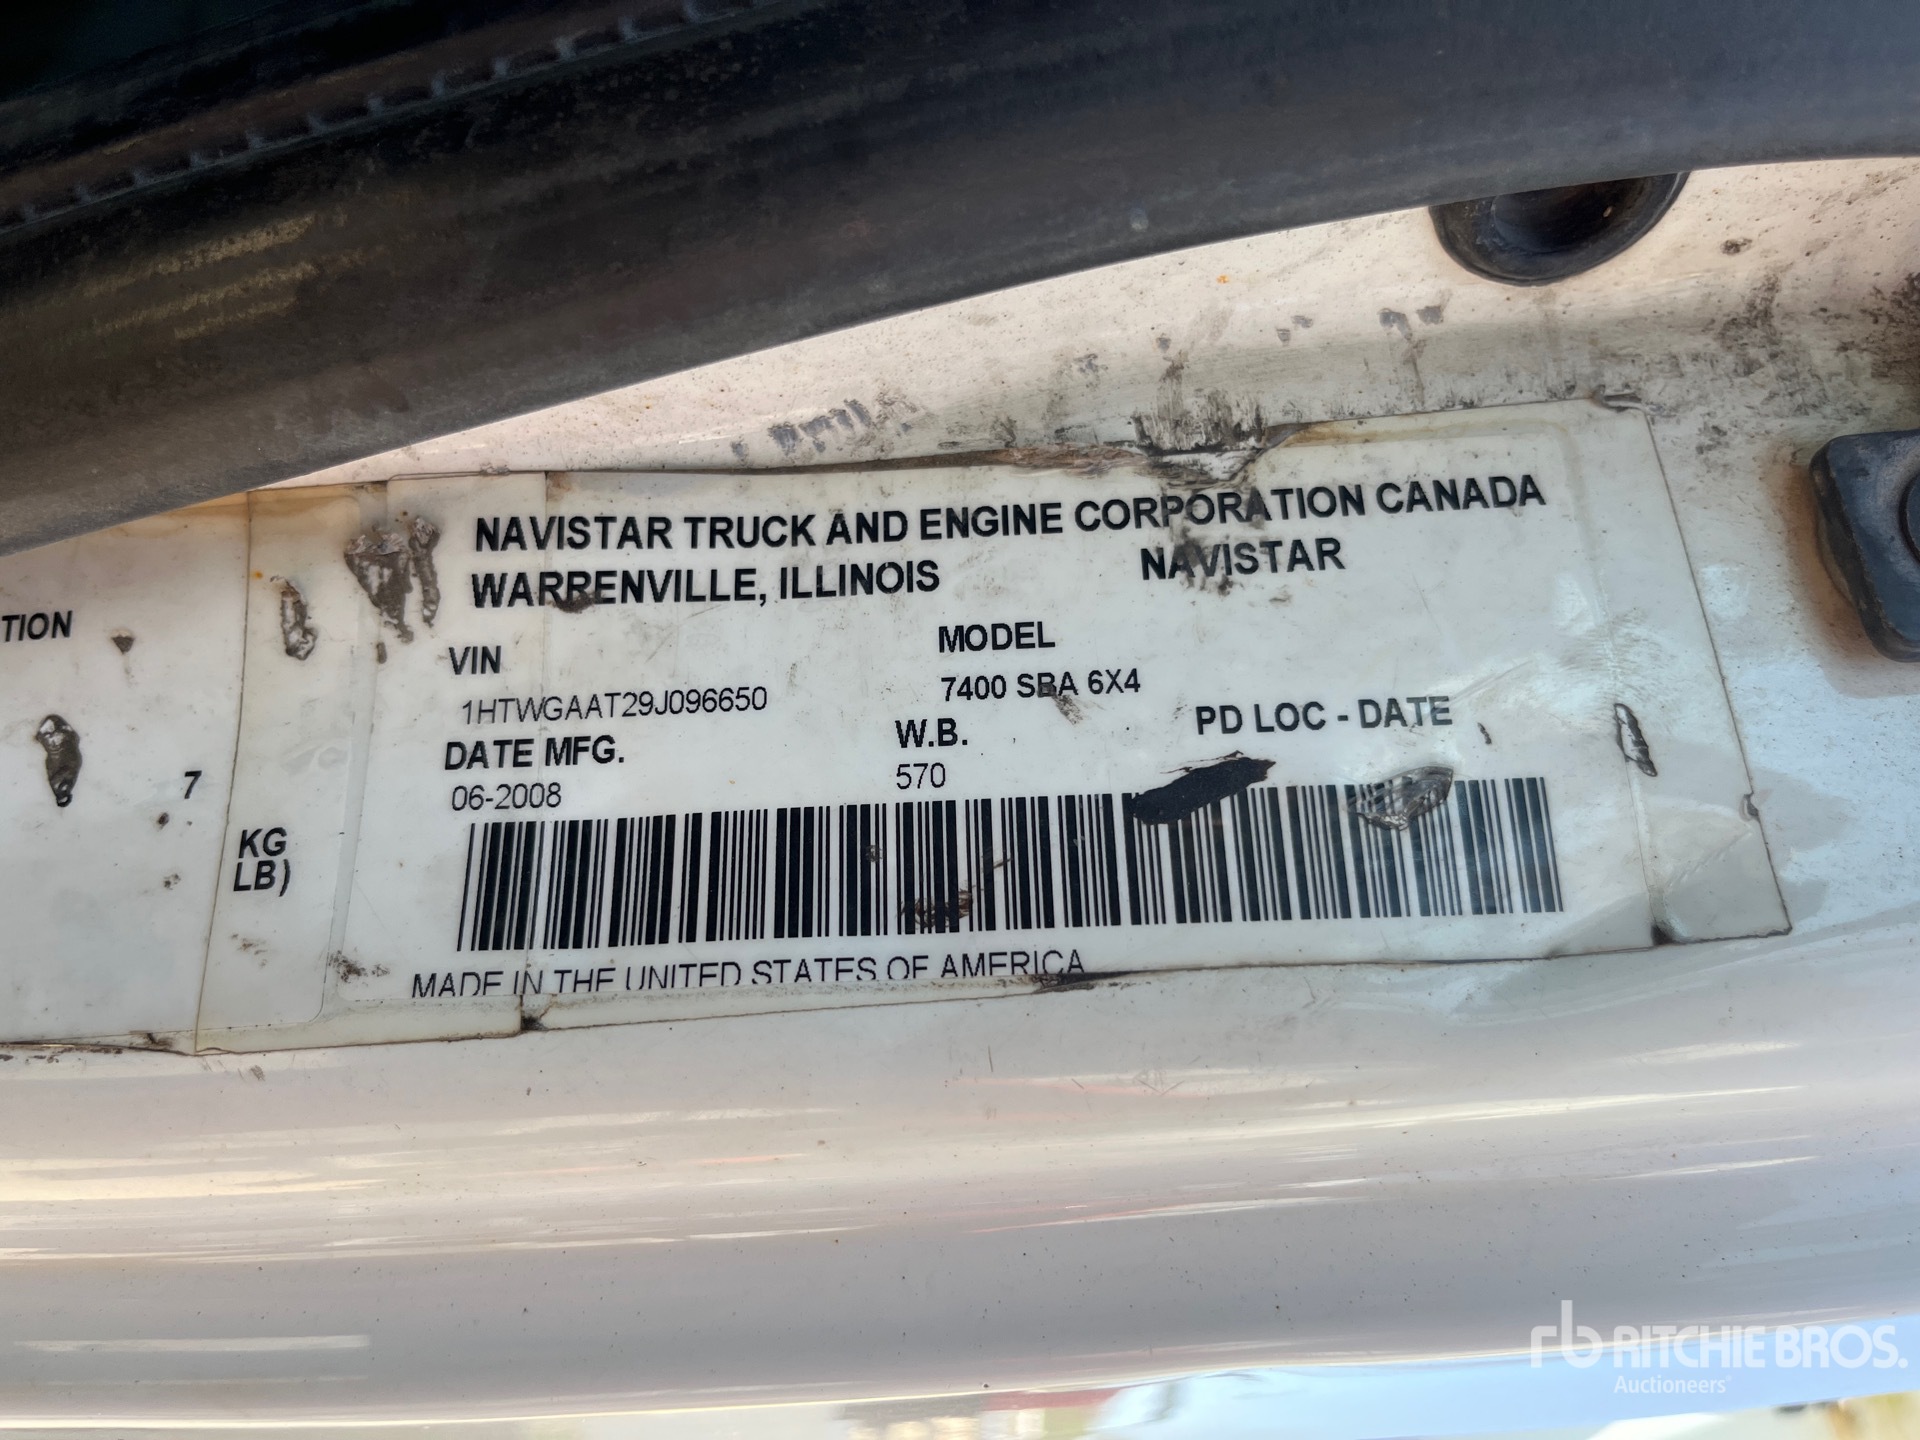 NAVISTAR TRUCK AND ENGINE CORPORATION CANADA
WARRENVILLE, ILLINOIS NAVISTAR
TION
VIN MODEL
1HTWGAAT29J096650 7400 SBA 6X4
DATE MFG. W.B. PD LOC - DATE
06-2008 570
7
KG
LB)
MADE IN THE UNITED STATES OF AMERICA
rb RITCHIE BROS.
Auctioneers